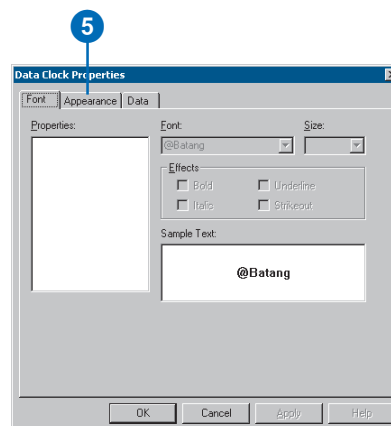 5
Data Clock Properties
Font Appearance Data
Properties:
Font:
Size:
@Batang
Effects
Bold Underline
Italic Strikeout
Sample Text:
@Batang
OK Cancel Apply Help